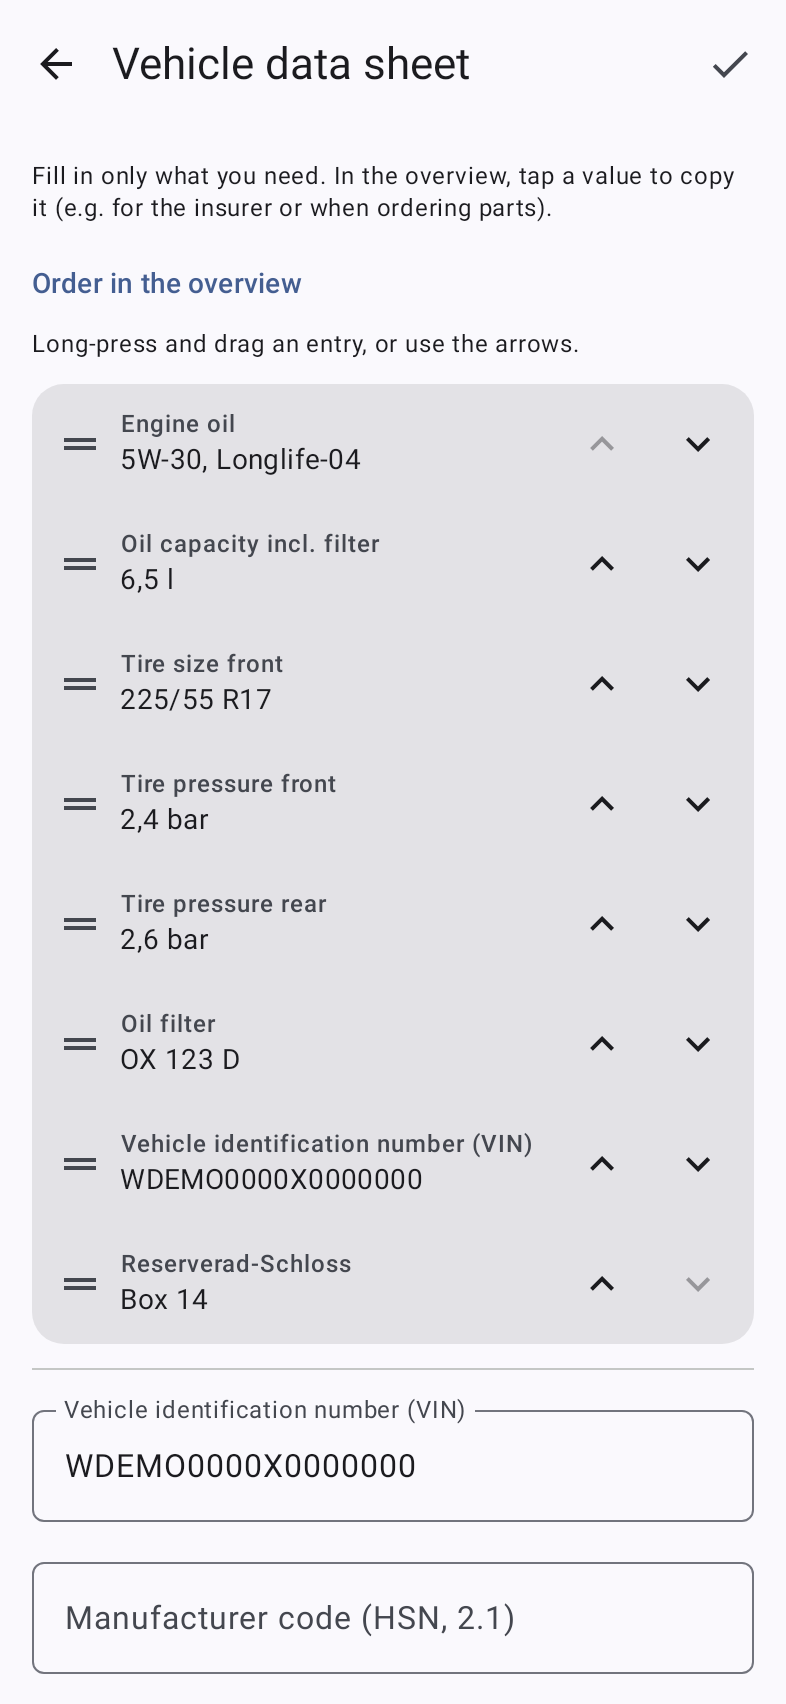 Vehicle data sheet
Fill in only what you need. In the overview, tap a value to copy
it (e.g. for the insurer or when ordering parts).
Order in the overview
Long-press and drag an entry, or use the arrows.
Engine oil
5W-30, Longlife-04
Oil capacity incl. filter
6,5 l
Tire size front
225/55 R17
Tire pressure front
2,4 bar
Tire pressure rear
2,6 bar
Oil filter
OX 123 D
Vehicle identification number (VIN)
WDEMO0000X0000000
Reserverad-Schloss
Box 14
Vehicle identification number (VIN)
WDEMO0000X0000000
Manufacturer code (HSN, 2.1)